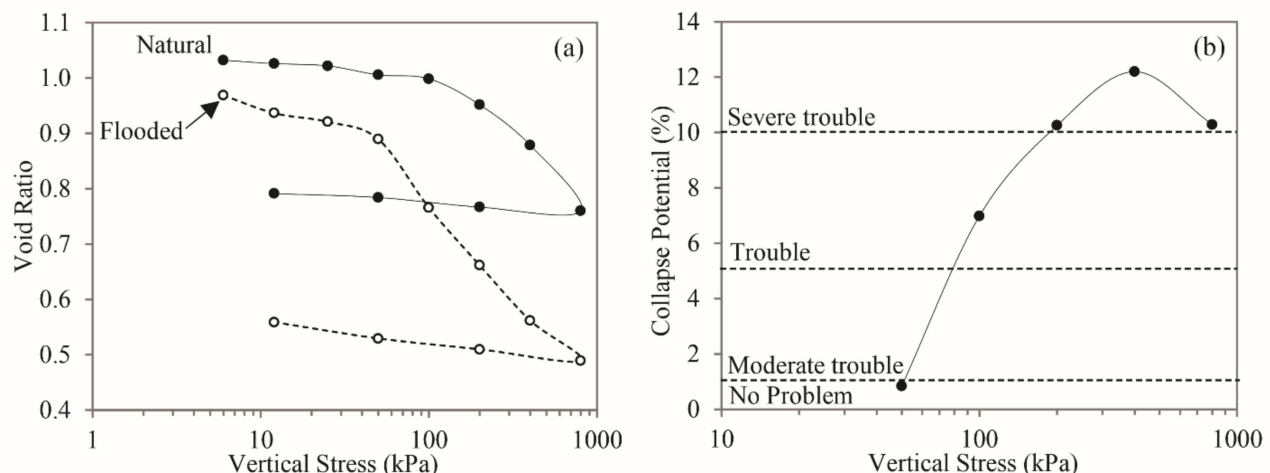 1.1
1.0
0.9
0.8
0.7
0.6
0.5
0.4
Void Ratio
Natural
(a)
Flooded
1 10 100 1000
Vertical Stress (kPa)
14
12
10
8
6
4
2
0
Collapse Potential (%)
(b)
Severe trouble
Trouble
Moderate trouble
No Problem
10 100 1000
Vertical Stress (kPa)